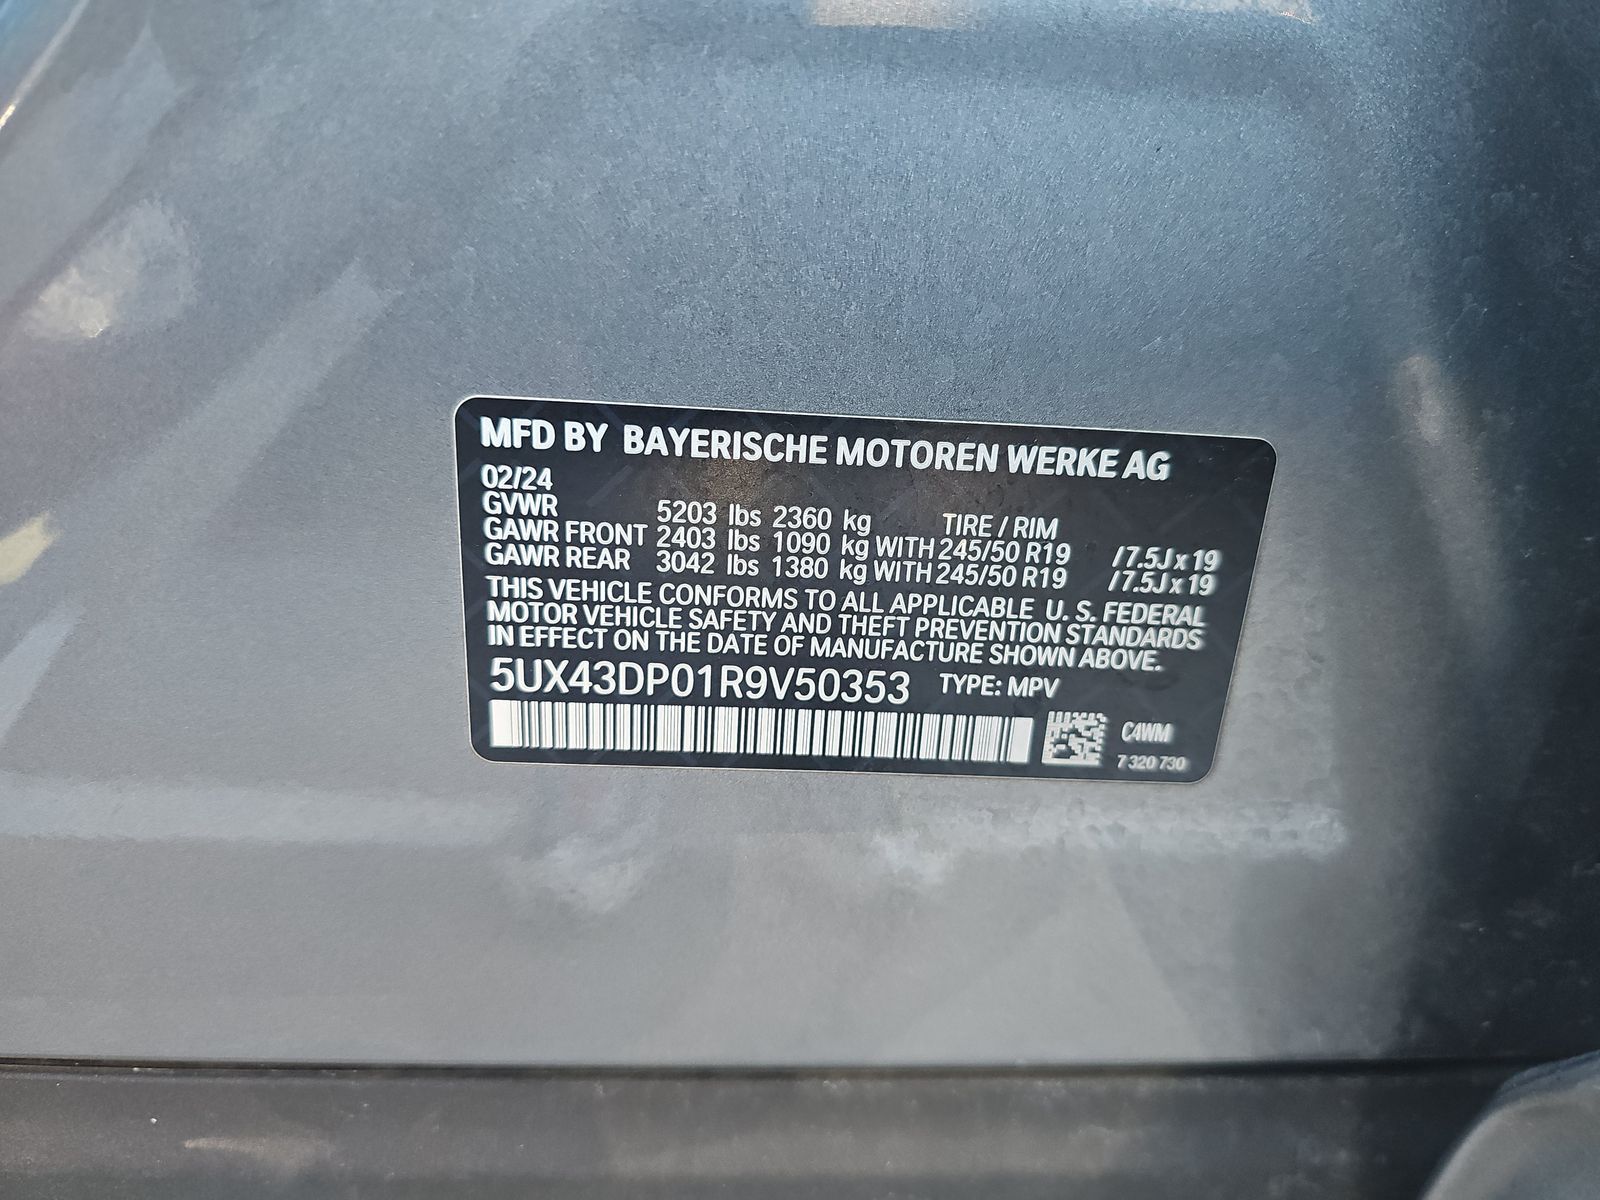 MFD BY BAYERISCHE MOTOREN WERKE AG
02/24
GVWR 5203 lbs 2360 kg TIRE / RIM
GAWR FRONT 2403 lbs 1090 kg WITH 245/50 R19 / 7.5J x 19
GAWR REAR 3042 lbs 1380 kg WITH 245/50 R19 / 7.5J x 19
THIS VEHICLE CONFORMS TO ALL APPLICABLE U. S. FEDERAL
MOTOR VEHICLE SAFETY AND THEFT PREVENTION STANDARDS
IN EFFECT ON THE DATE OF MANUFACTURE SHOWN ABOVE.
5UX43DP01R9V50353 TYPE: MPV
C4WM
7 320 730